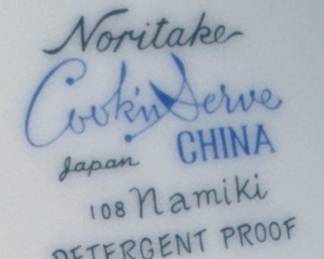 Noritake
Cook'n Serve
Japan CHINA
108 Namiki
DETERGENT PROOF